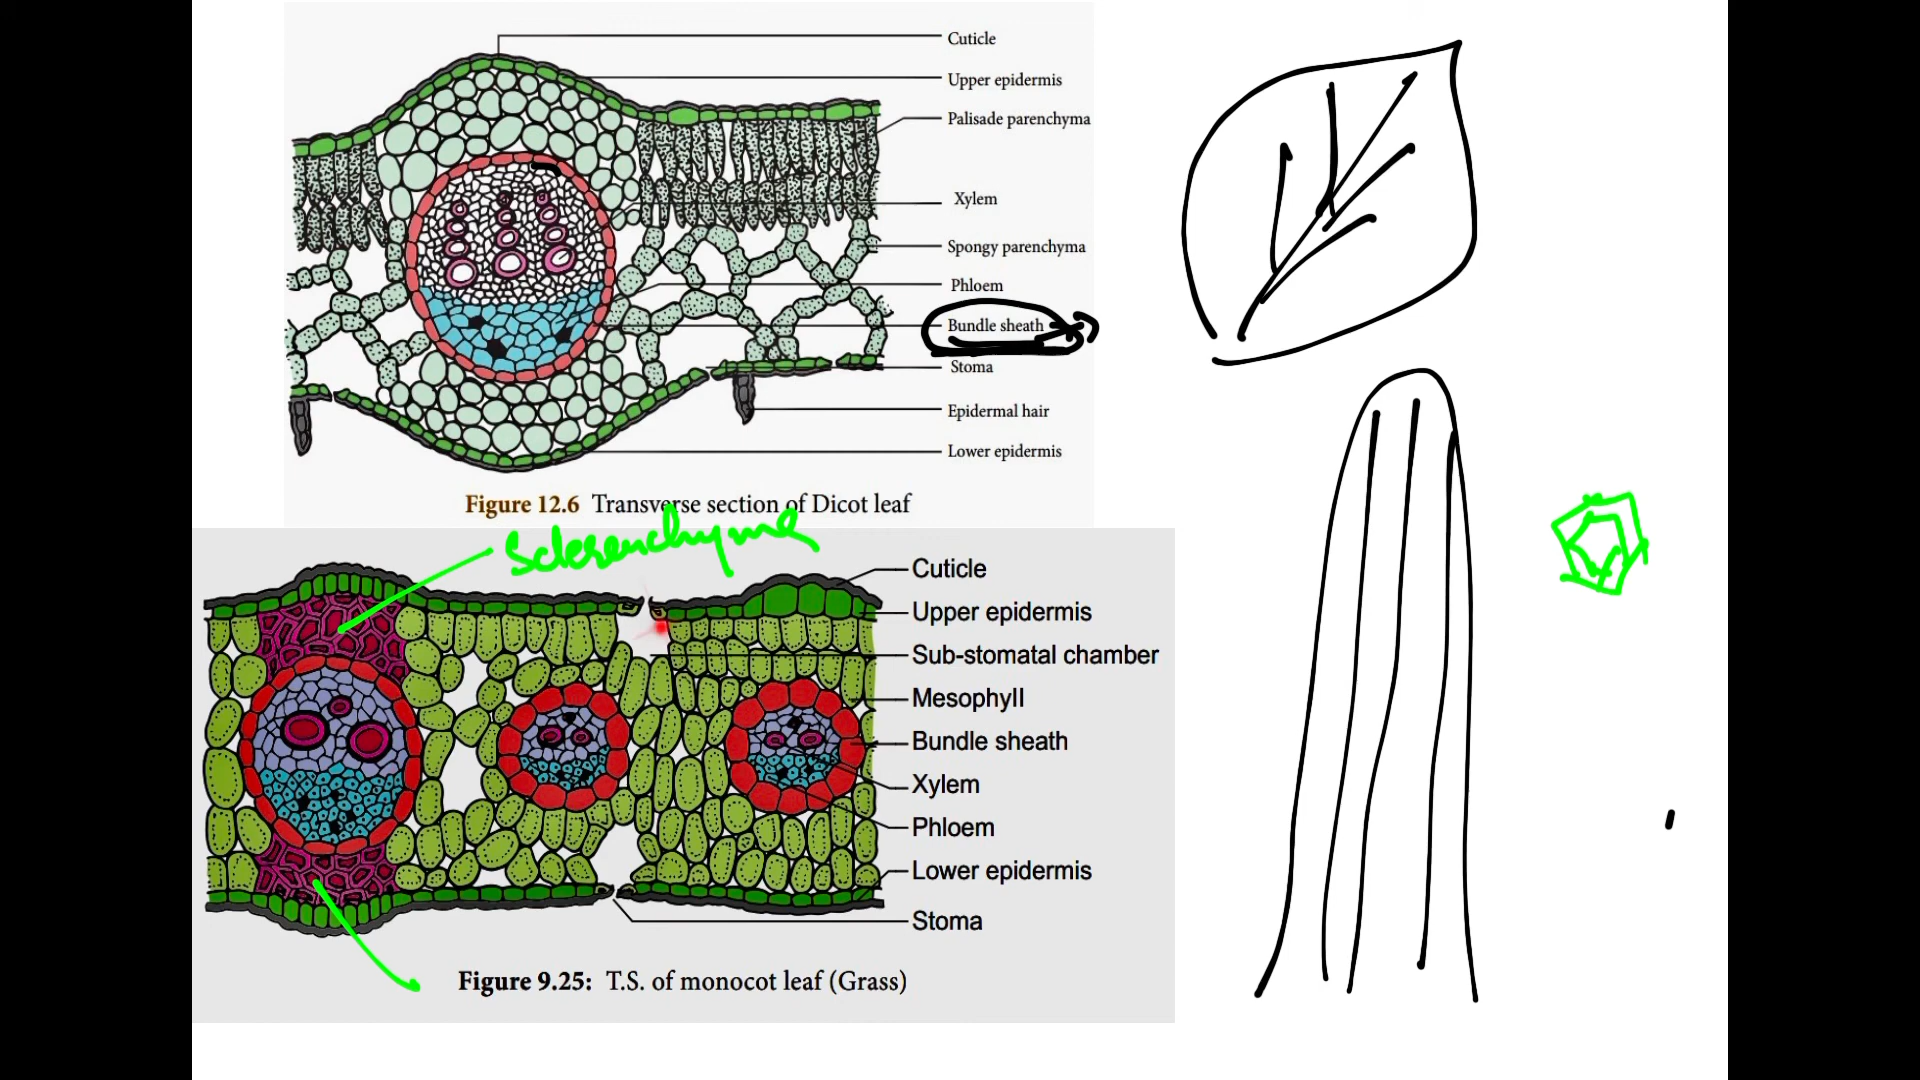 Cuticle
Upper epidermis
Palisade parenchyma
Xylem
Spongy parenchyma
Phloem
Bundle sheath
Stoma
Epidermal hair
Lower epidermis
Figure 12.6 Transverse section of Dicot leaf
Sclerenchyma
Cuticle
Upper epidermis
Sub-stomatal chamber
Mesophyll
Bundle sheath
Xylem
Phloem
Lower epidermis
Stoma
Figure 9.25: T.S. of monocot leaf (Grass)